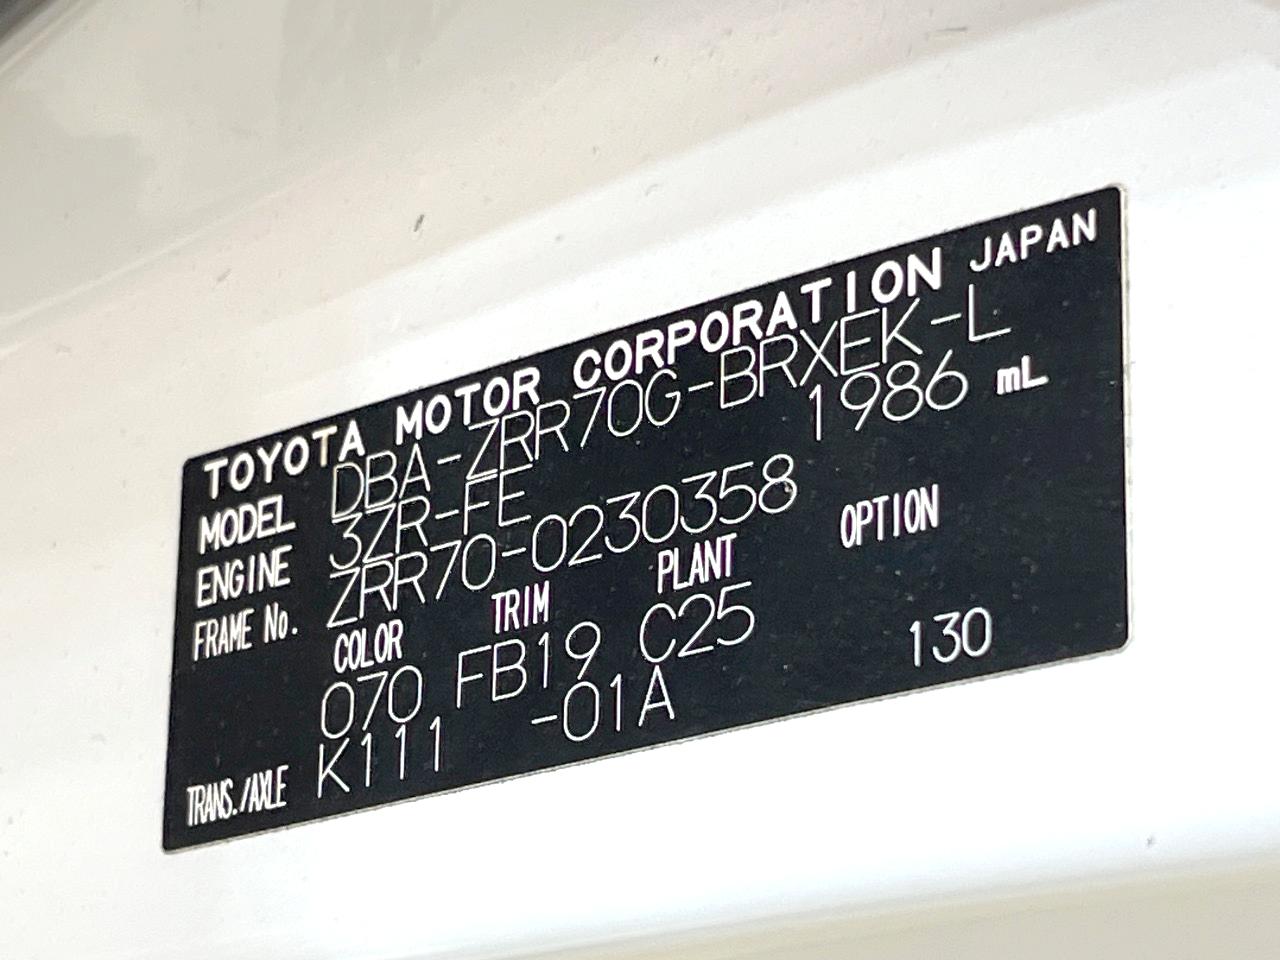 TOYOTA MOTOR CORPORATION JAPAN
MODEL DBA-ZRR70G-BRXEK-L
ENGINE 3ZR-FE 1986 mL
FRAME No. ZRR70-0230358
COLOR TRIM PLANT OPTION
070 FB19 C25 130
TRANS./AXLE K111 -01A